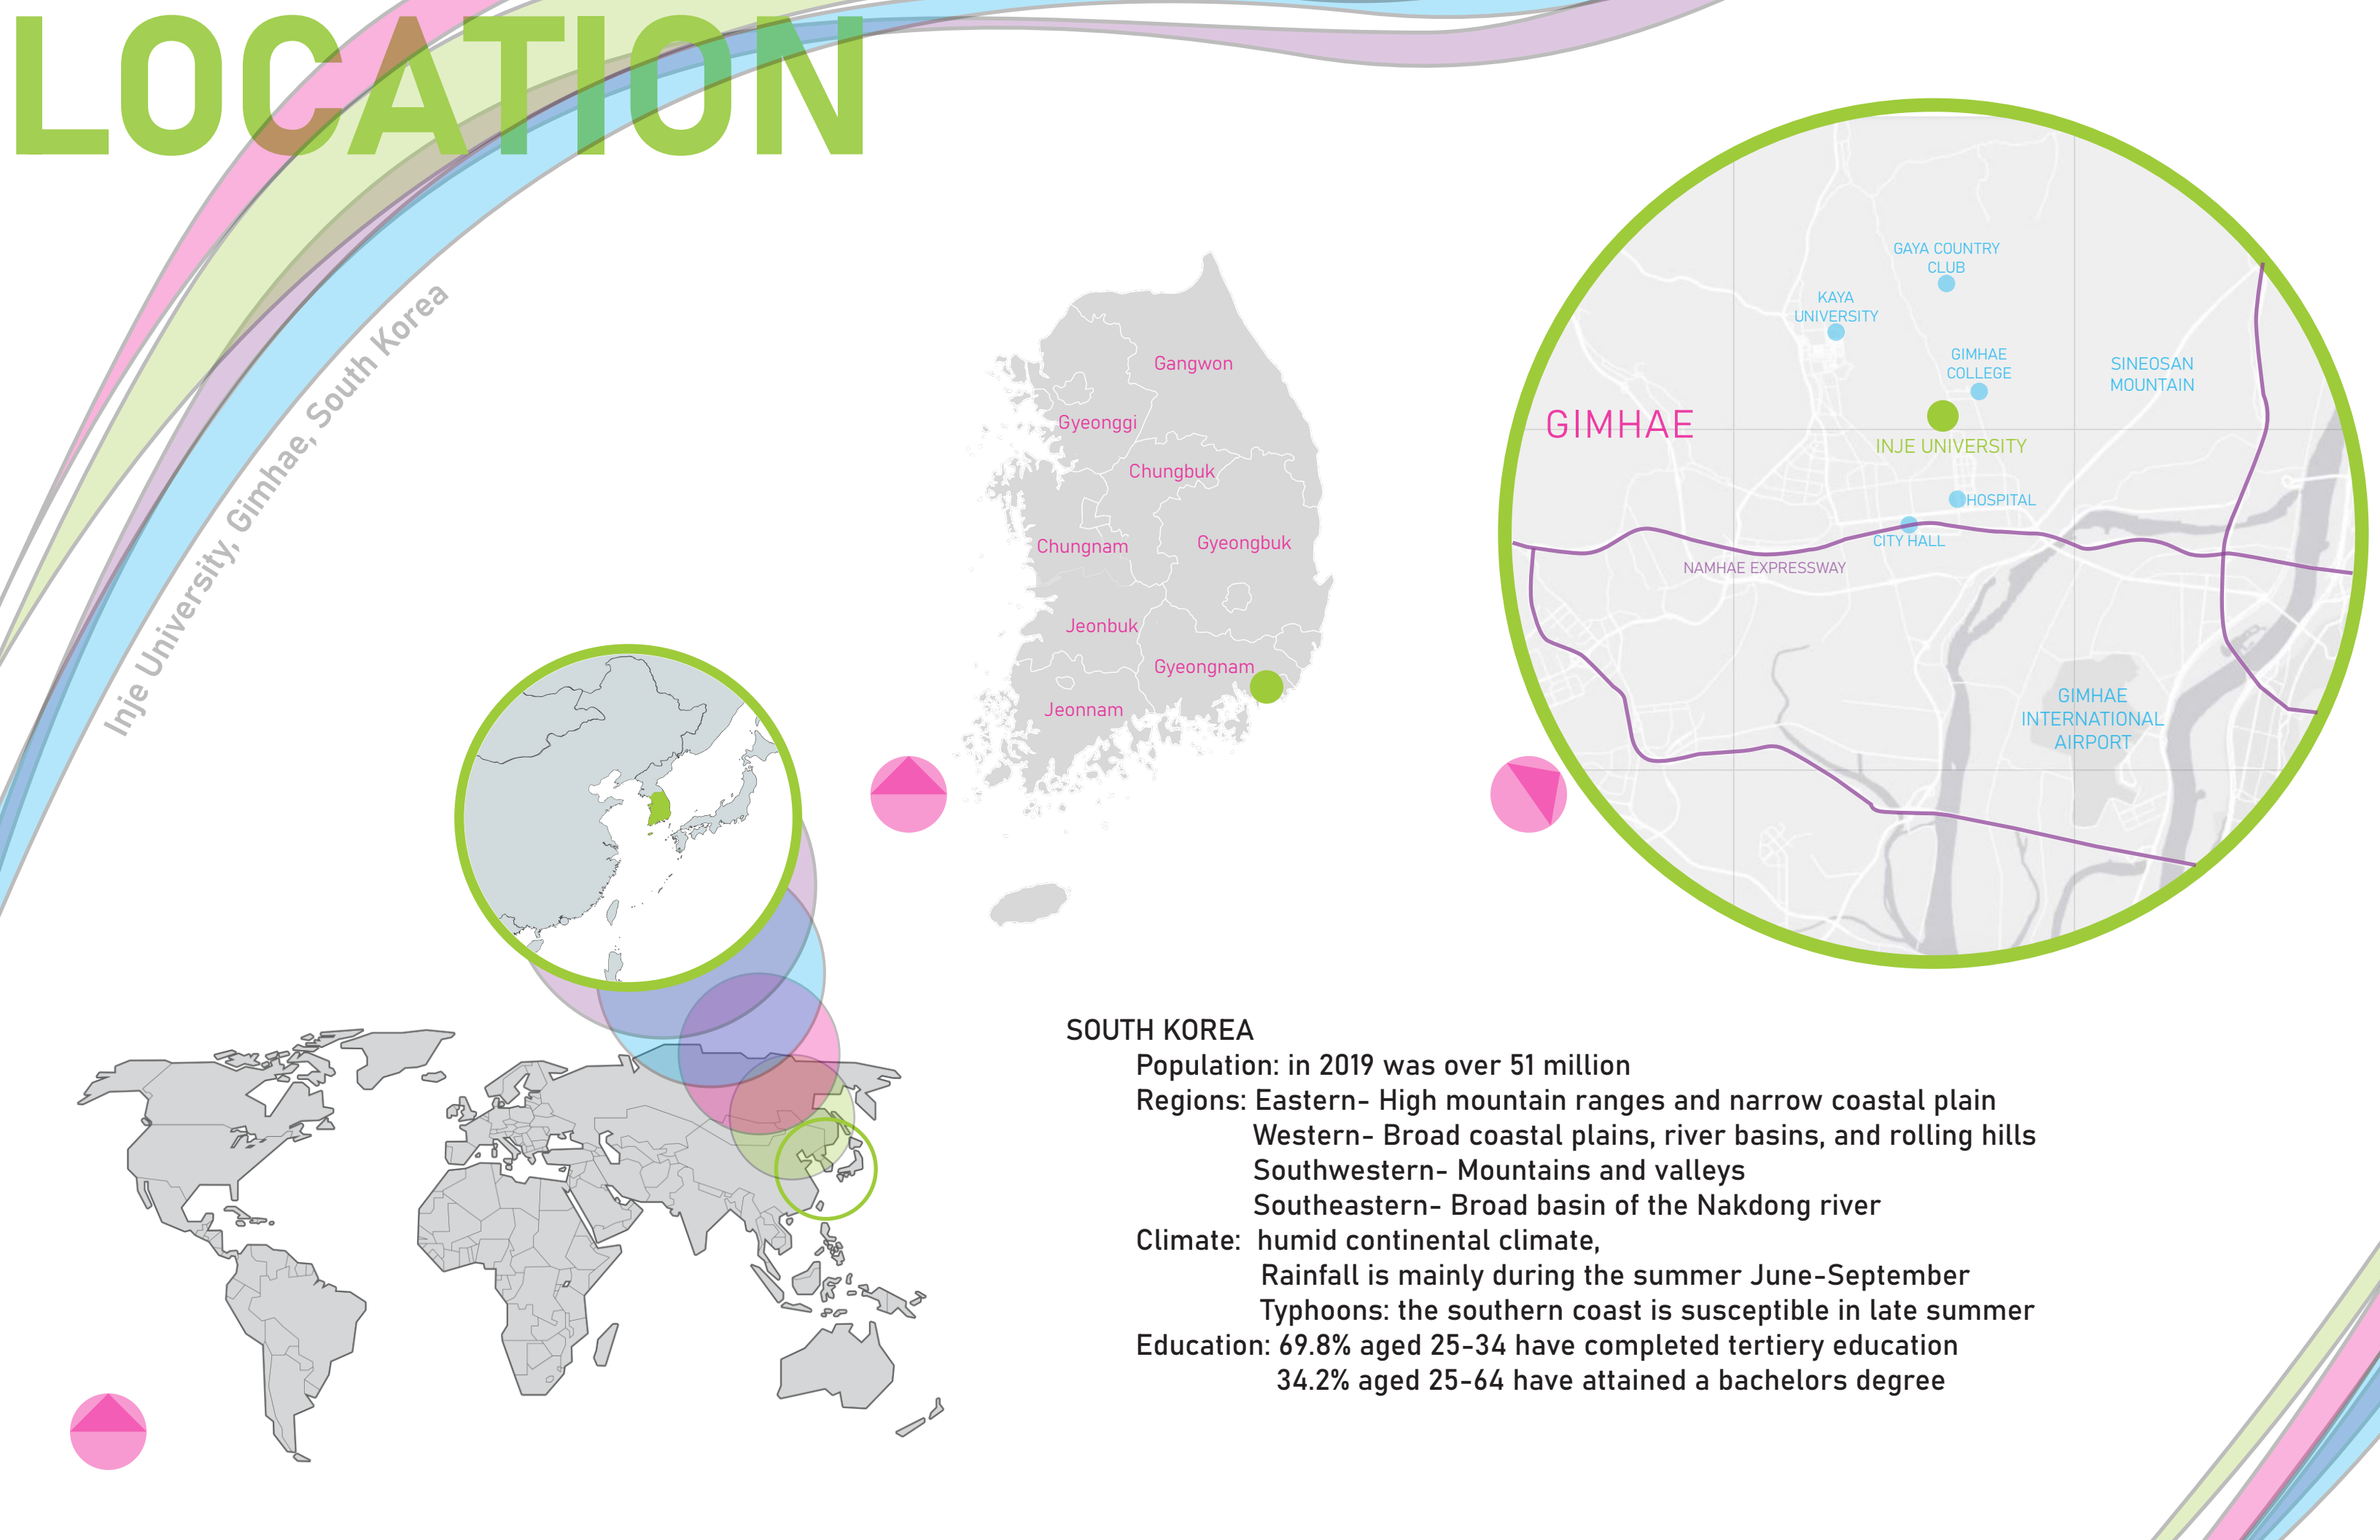 LOCATION
Inje University, Gimhae, South Korea
Gangwon
Gyeonggi
Chungbuk
Chungnam
Gyeongbuk
Jeonbuk
Gyeongnam
Jeonnam
GAYA COUNTRY
CLUB
KAYA
UNIVERSITY
GIMHAE
COLLEGE
SINEOSAN
MOUNTAIN
GIMHAE
INJE UNIVERSITY
HOSPITAL
CITY HALL
NAMHAE EXPRESSWAY
GIMHAE
INTERNATIONAL
AIRPORT
SOUTH KOREA
Population: in 2019 was over 51 million
Regions: Eastern- High mountain ranges and narrow coastal plain
Western- Broad coastal plains, river basins, and rolling hills
Southwestern- Mountains and valleys
Southeastern- Broad basin of the Nakdong river
Climate: humid continental climate,
Rainfall is mainly during the summer June-September
Typhoons: the southern coast is susceptible in late summer
Education: 69.8% aged 25-34 have completed tertiery education
34.2% aged 25-64 have attained a bachelors degree